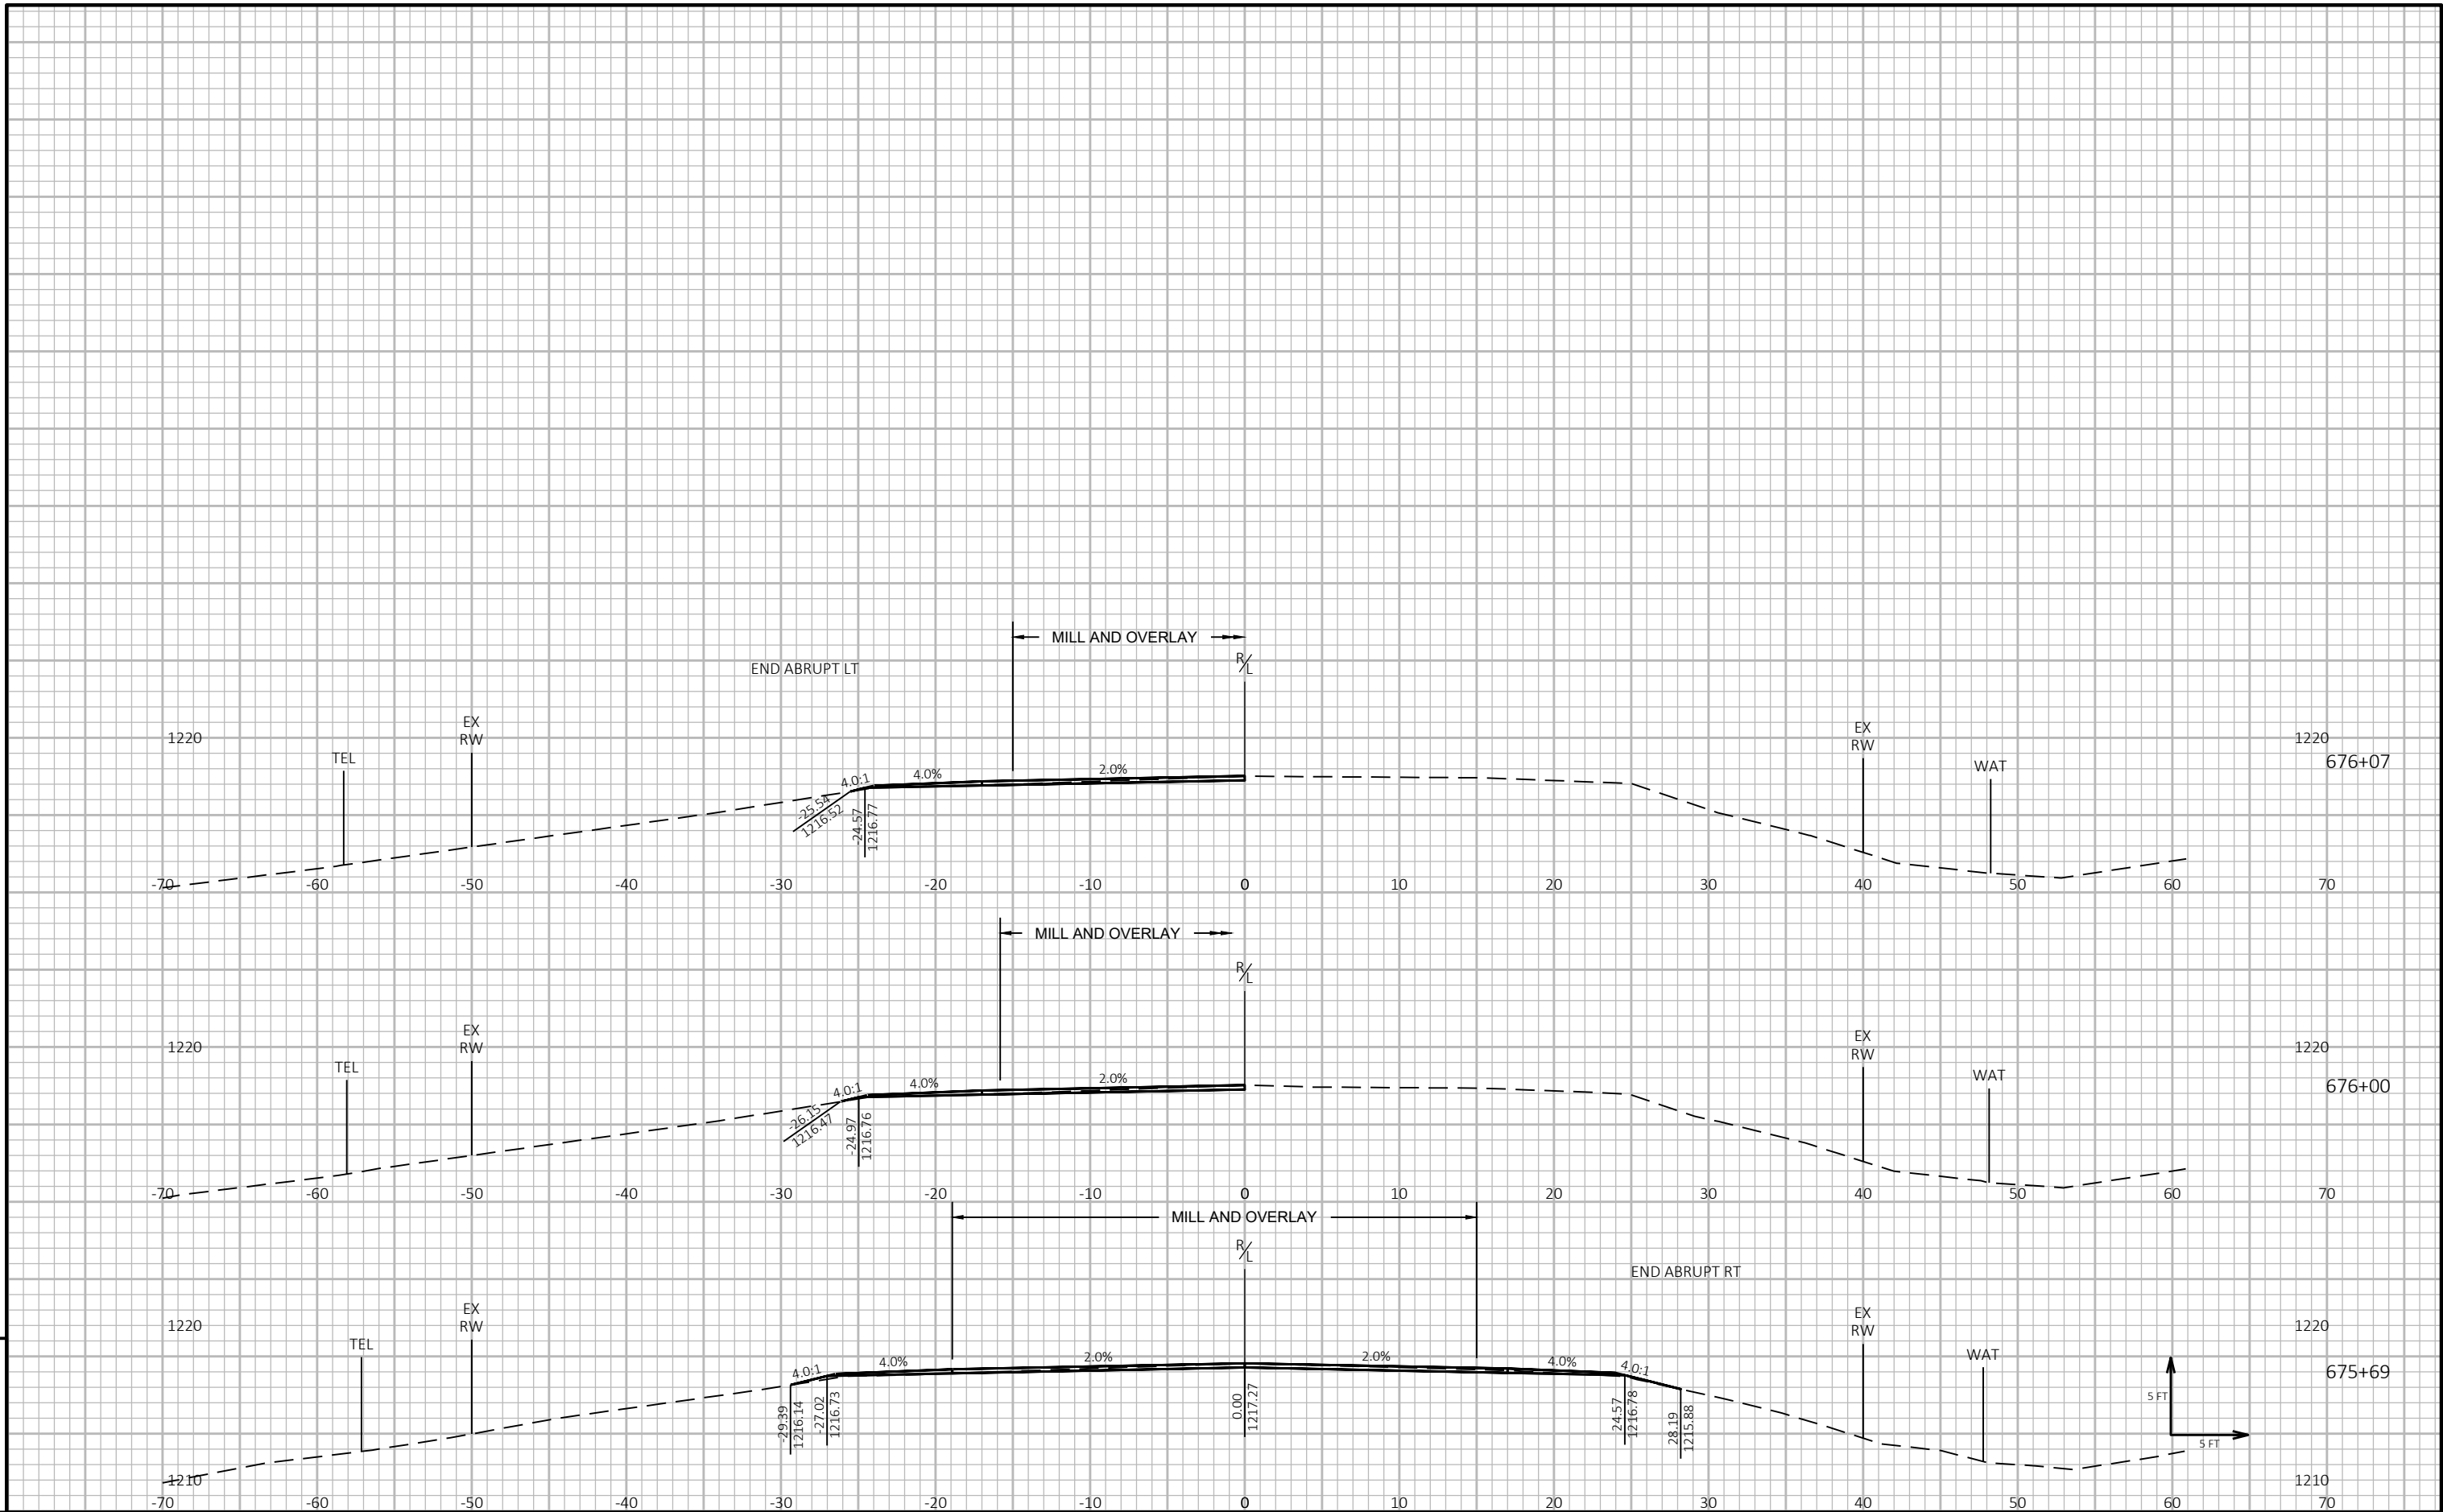 MILL AND OVERLAY
R/L
END ABRUPT LT
EX
RW
EX
RW
1220
1220
TEL
WAT
676+07
4.0:1
4.0%
2.0%
-25.54
1216.52
-24.57
1216.77
-70 -60 -50 -40 -30 -20 -10 0 10 20 30 40 50 60 70
MILL AND OVERLAY
R/L
EX
RW
EX
RW
1220
1220
TEL
WAT
676+00
4.0:1
4.0%
2.0%
-26.15
1216.47
-24.97
1216.76
-70 -60 -50 -40 -30 -20 -10 0 10 20 30 40 50 60 70
MILL AND OVERLAY
R/L
END ABRUPT RT
EX
RW
EX
RW
1220
1220
TEL
WAT
675+69
4.0:1
4.0%
2.0%
2.0%
4.0%
4.0:1
-29.39
1216.14
-27.02
1216.73
0.00
1217.27
24.57
1216.78
28.19
1215.88
5 FT
5 FT
1210
1210
-70 -60 -50 -40 -30 -20 -10 0 10 20 30 40 50 60 70